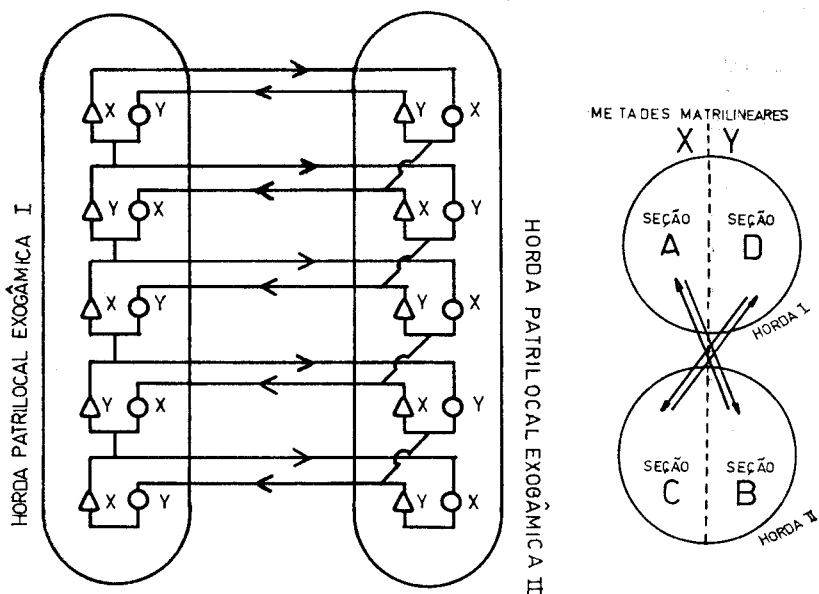 HORDA PATRILOCAL EXOGÂMICA I
X Y Y X
Y X X Y
X Y Y X
Y X X Y
X Y Y X
HORDA PATRILOCAL EXOGÂMICA II
METADES MATRILINEARES
X Y
SEÇÃO SEÇÃO
A D
HORDA I
SEÇÃO SEÇÃO
C B
HORDA II